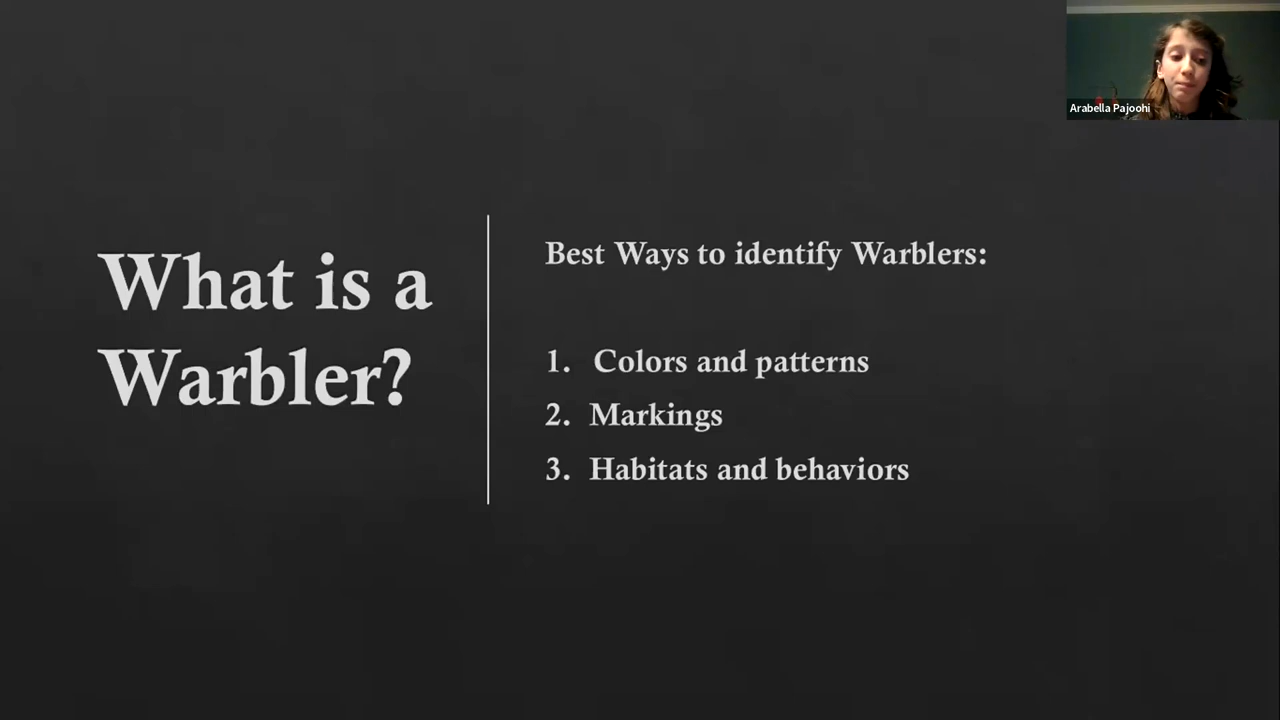 Arabella Pajoohi
What is a
Warbler?
Best Ways to identify Warblers:
1. Colors and patterns
2. Markings
3. Habitats and behaviors